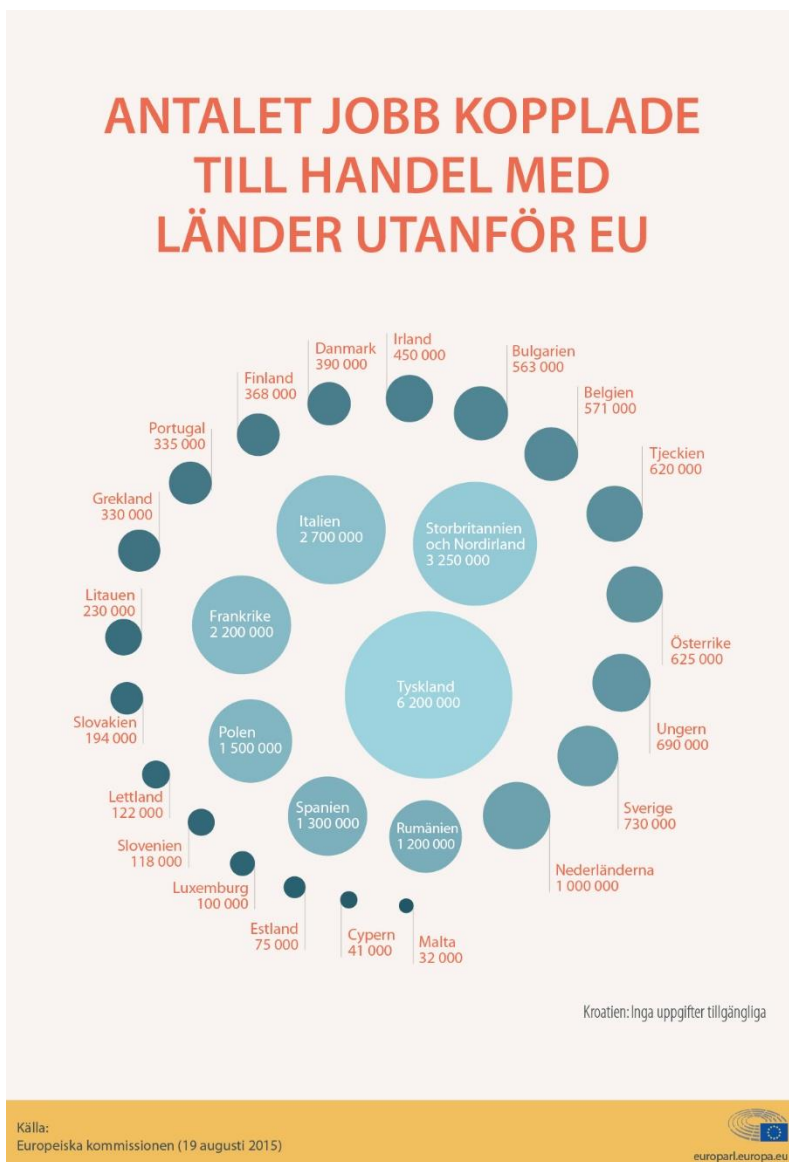 ANTALET JOBB KOPPLADE
TILL HANDEL MED
LÄNDER UTANFÖR EU
Irland
450 000
Danmark
390 000
Bulgarien
563 000
Finland
368 000
Belgien
571 000
Portugal
335 000
Tjeckien
620 000
Grekland
330 000
Italien
2 700 000
Storbritannien
och Nordirland
3 250 000
Litauen
230 000
Frankrike
2 200 000
Österrike
625 000
Tyskland
6 200 000
Slovakien
194 000
Polen
1 500 000
Ungern
690 000
Lettland
122 000
Spanien
1 300 000
Sverige
730 000
Rumänien
1 200 000
Slovenien
118 000
Nederländerna
1 000 000
Luxemburg
100 000
Estland
75 000
Cypern
41 000
Malta
32 000
Kroatien: Inga uppgifter tillgängliga
Källa:
Europeiska kommissionen (19 augusti 2015)
europarl.europa.eu